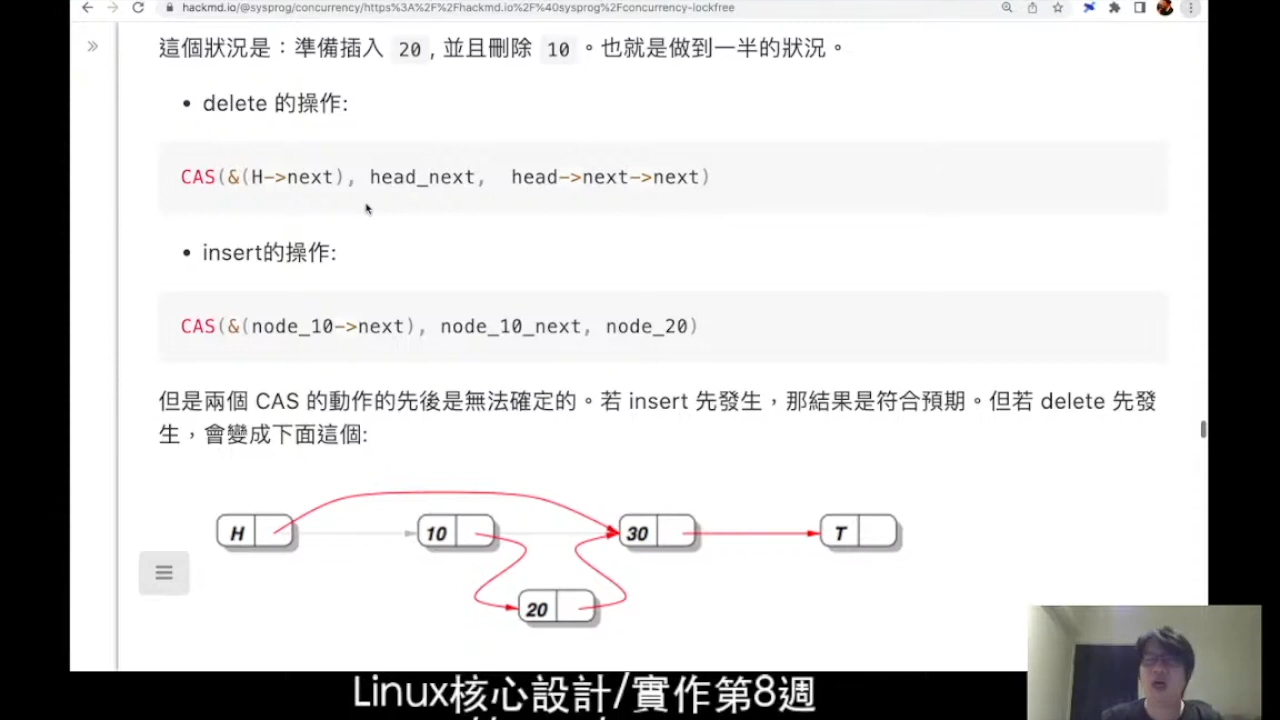 hackmd.io/@sysprog/concurrency/https%3A%2F%2Fhackmd.io%2F%40sysprog%2Fconcurrency-lockfree
這個狀況是：準備插入 20，並且刪除 10 。也就是做到一半的狀況。
• delete 的操作:
CAS(&(H->next), head_next,  head->next->next)
• insert的操作:
CAS(&(node_10->next), node_10_next, node_20)
但是兩個 CAS 的動作的先後是無法確定的。若 insert 先發生，那結果是符合預期。但若 delete 先發
生，會變成下面這個:
H 10 30 T
20
Linux核心設計/實作第8週